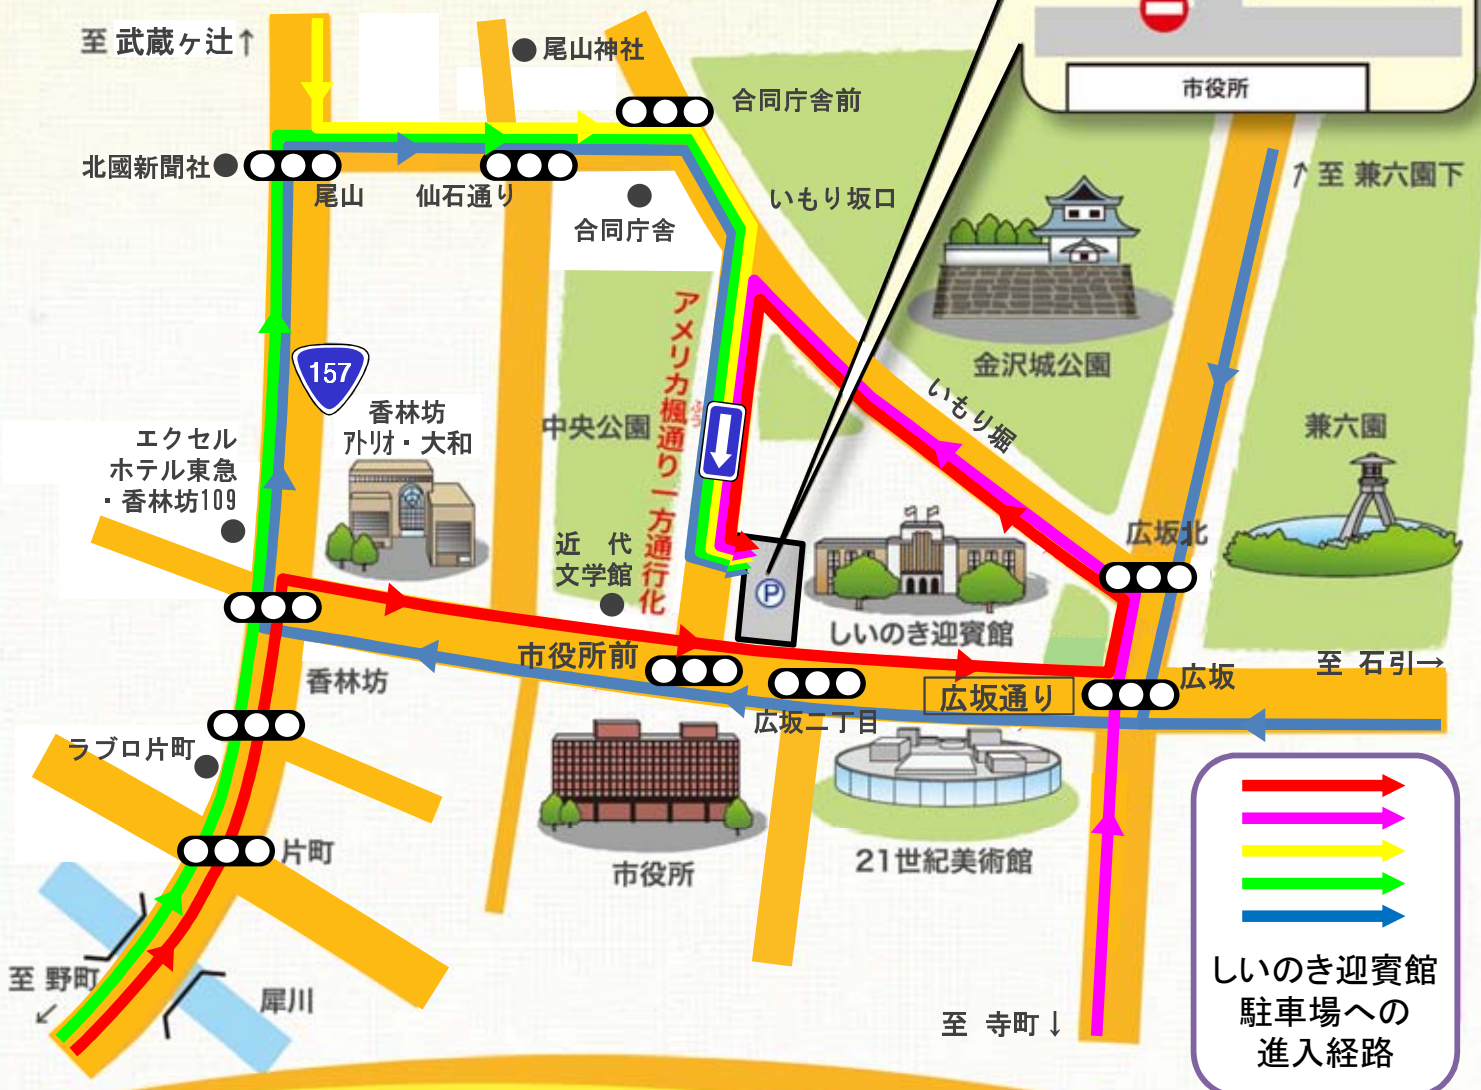 至 武蔵ヶ辻↑
尾山神社
合同庁舎前
市役所
北國新聞社
尾山
仙石通り
合同庁舎
いもり坂口
↑至 兼六園下
金沢城公園
アメリカ楓通り一方通行化
ふう
157
香林坊
アトリオ・大和
中央公園
いもり堀
兼六園
エクセル
ホテル東急
・香林坊109
近 代
文学館
P
広坂北
しいのき迎賓館
市役所前
至 石引→
香林坊
広坂通り
広坂
広坂二丁目
ラブロ片町
片町
市役所
21世紀美術館
至 野町
↙
犀川
至 寺町↓
しいのき迎賓館
駐車場への
進入経路